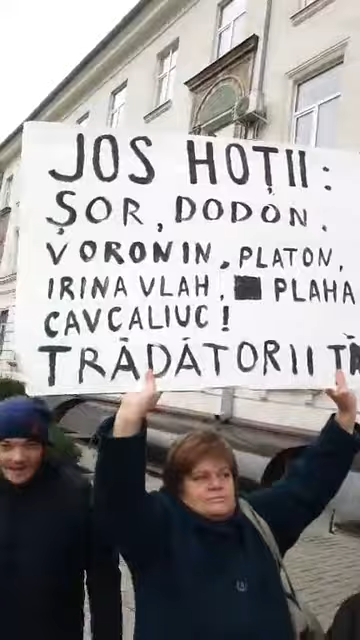 JOS HOȚII:
ȘOR, DODON,
VORONIN, PLATON,
IRINA VLAH, PLAHA
CAVCALIUC!
TRĂDĂTORII